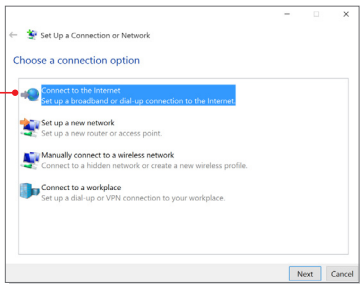 Set Up a Connection or Network
Choose a connection option
Connect to the Internet
Set up a broadband or dial-up connection to the Internet.
Set up a new network
Set up a new router or access point.
Manually connect to a wireless network
Connect to a hidden network or create a new wireless profile.
Connect to a workplace
Set up a dial-up or VPN connection to your workplace.
Next Cancel